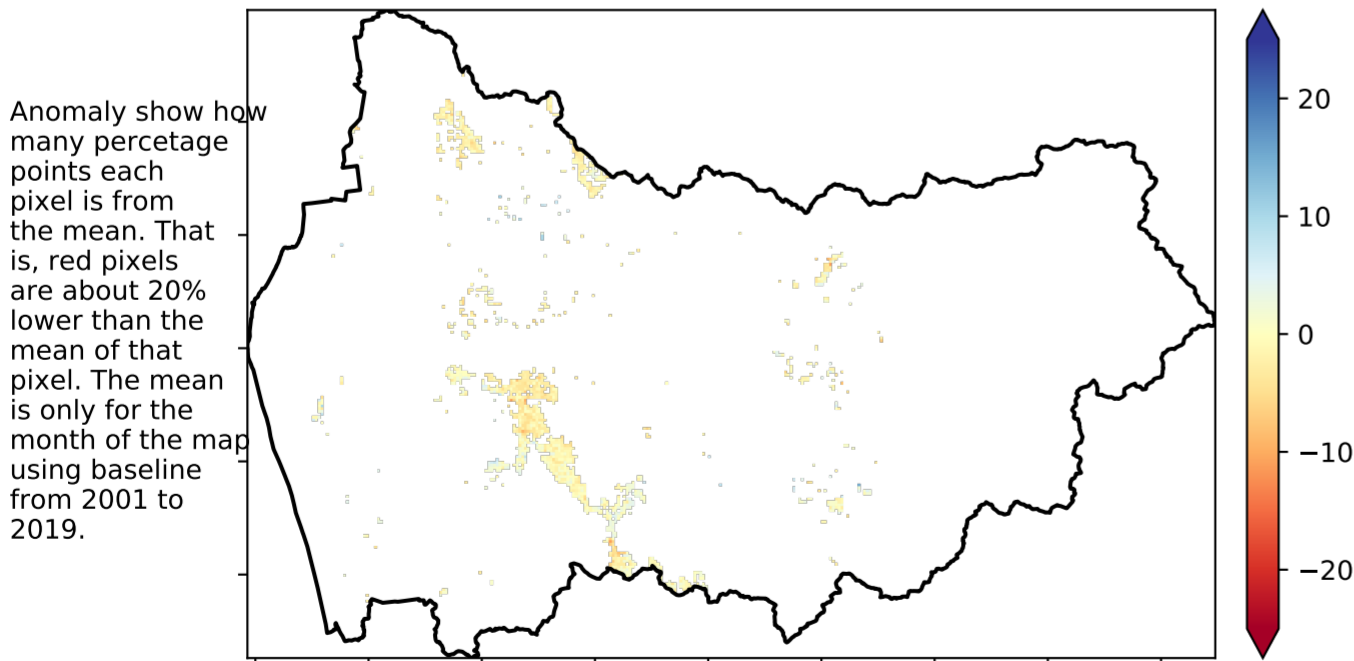 Anomaly show how
many percetage
points each
pixel is from
the mean. That
is, red pixels
are about 20%
lower than the
mean of that
pixel. The mean
is only for the
month of the map
using baseline
from 2001 to
2019.
20
10
0
−10
−20